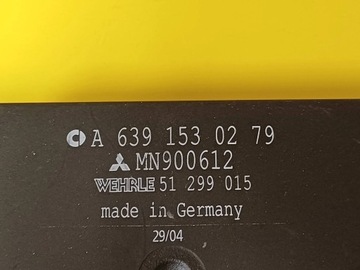 A 639 153 02 79
MN900612
WEHRLE 51 299 015
made in Germany
29/04